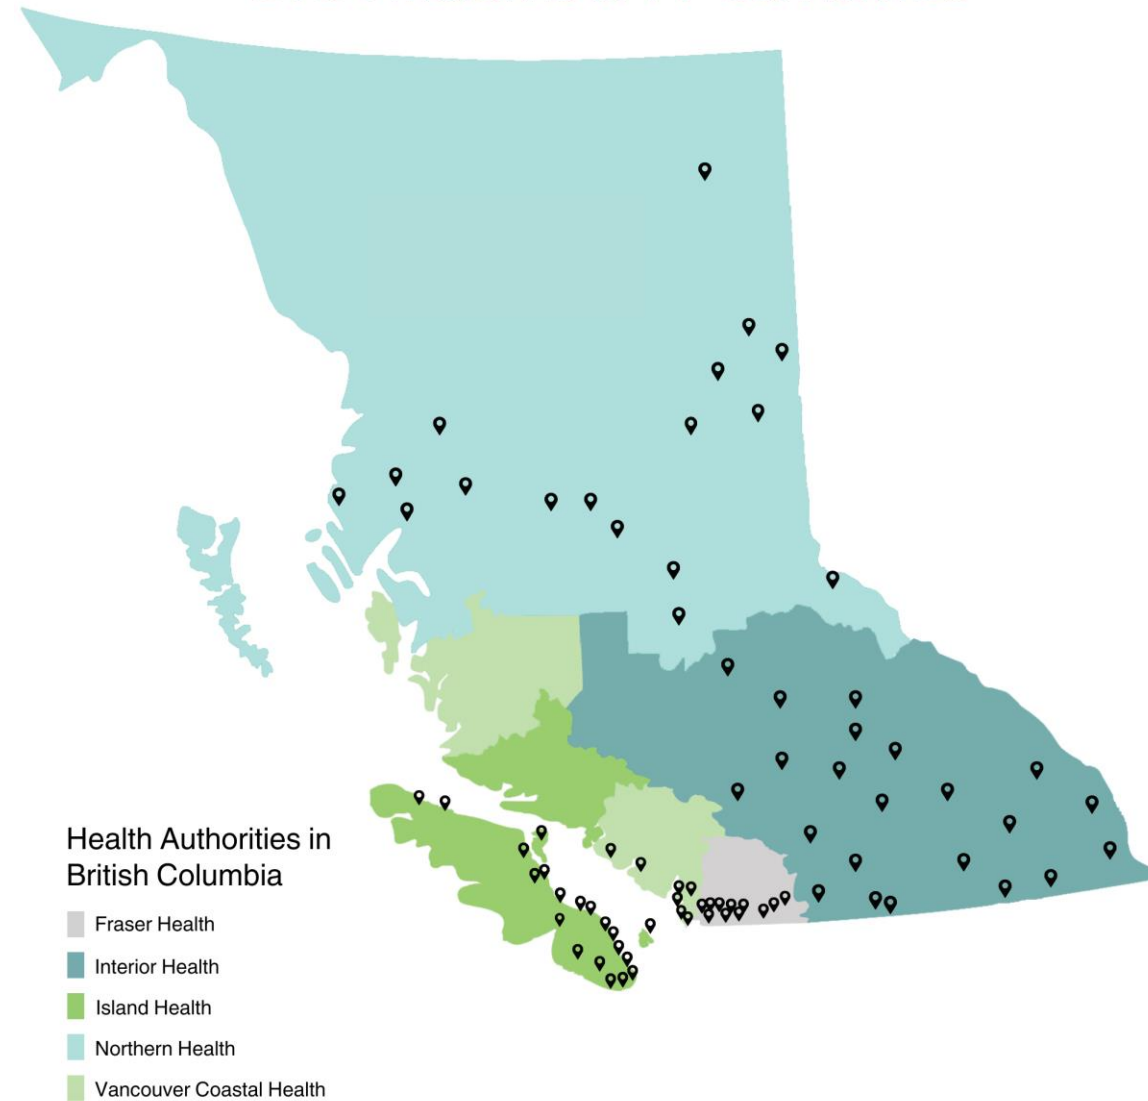 Health Authorities in
British Columbia
Fraser Health
Interior Health
Island Health
Northern Health
Vancouver Coastal Health